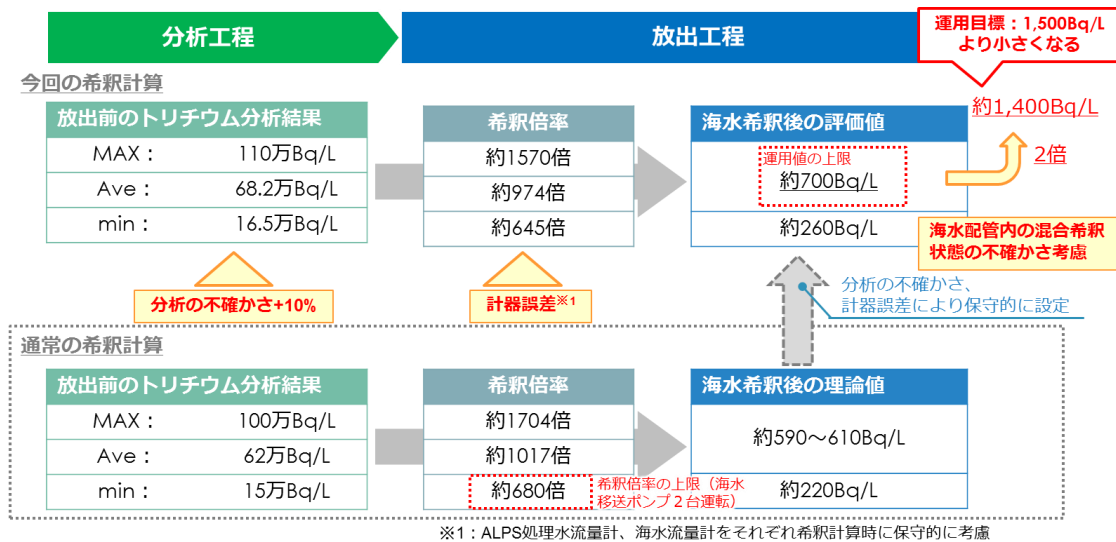 分析工程
放出工程
運用目標：1,500Bq/L
より小さくなる
今回の希釈計算
放出前のトリチウム分析結果
MAX： 110万Bq/L
Ave： 68.2万Bq/L
min： 16.5万Bq/L
希釈倍率
約1570倍
約974倍
約645倍
海水希釈後の評価値
運用値の上限
約700Bq/L
約260Bq/L
約1,400Bq/L
2倍
海水配管内の混合希釈
状態の不確かさ考慮
分析の不確かさ+10%
計器誤差※1
分析の不確かさ、
計器誤差により保守的に設定
通常の希釈計算
放出前のトリチウム分析結果
MAX： 100万Bq/L
Ave： 62万Bq/L
min： 15万Bq/L
希釈倍率
約1704倍
約1017倍
約680倍
希釈倍率の上限（海水
移送ポンプ２台運転）
海水希釈後の理論値
約590～610Bq/L
約220Bq/L
※1：ALPS処理水流量計、海水流量計をそれぞれ希釈計算時に保守的に考慮